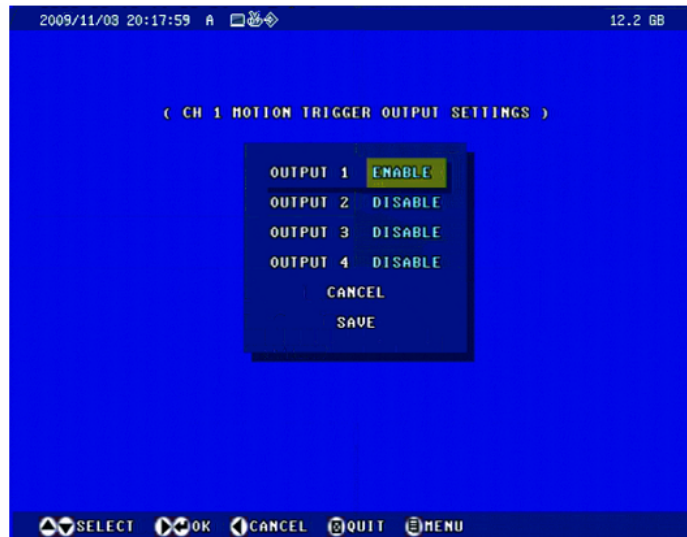 2009/11/03 20:17:59 A 12.2 GB
( CH 1 MOTION TRIGGER OUTPUT SETTINGS )
OUTPUT 1 ENABLE
OUTPUT 2 DISABLE
OUTPUT 3 DISABLE
OUTPUT 4 DISABLE
CANCEL
SAVE
SELECT OK CANCEL QUIT MENU